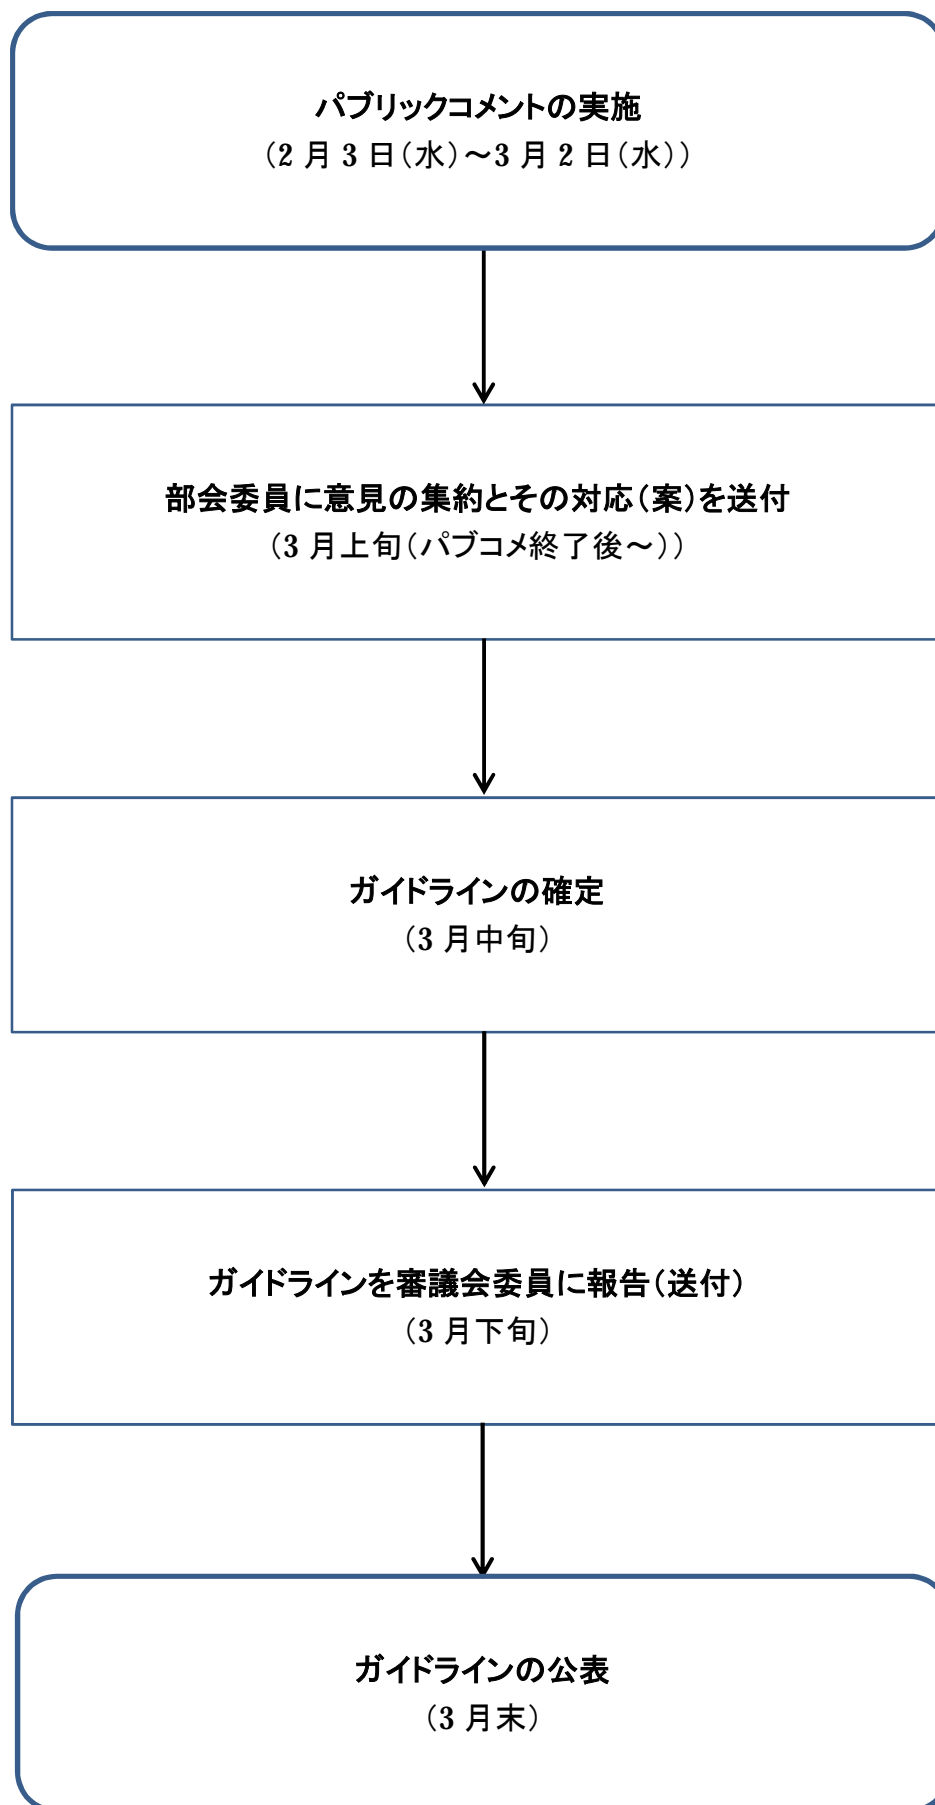 パブリックコメントの実施
(2月3日(水)~3月2日(水))
部会委員に意見の集約とその対応(案)を送付
(3月上旬(パブコメ終了後~))
ガイドラインの確定
(3月中旬)
ガイドラインを審議会委員に報告(送付)
(3月下旬)
ガイドラインの公表
(3月末)